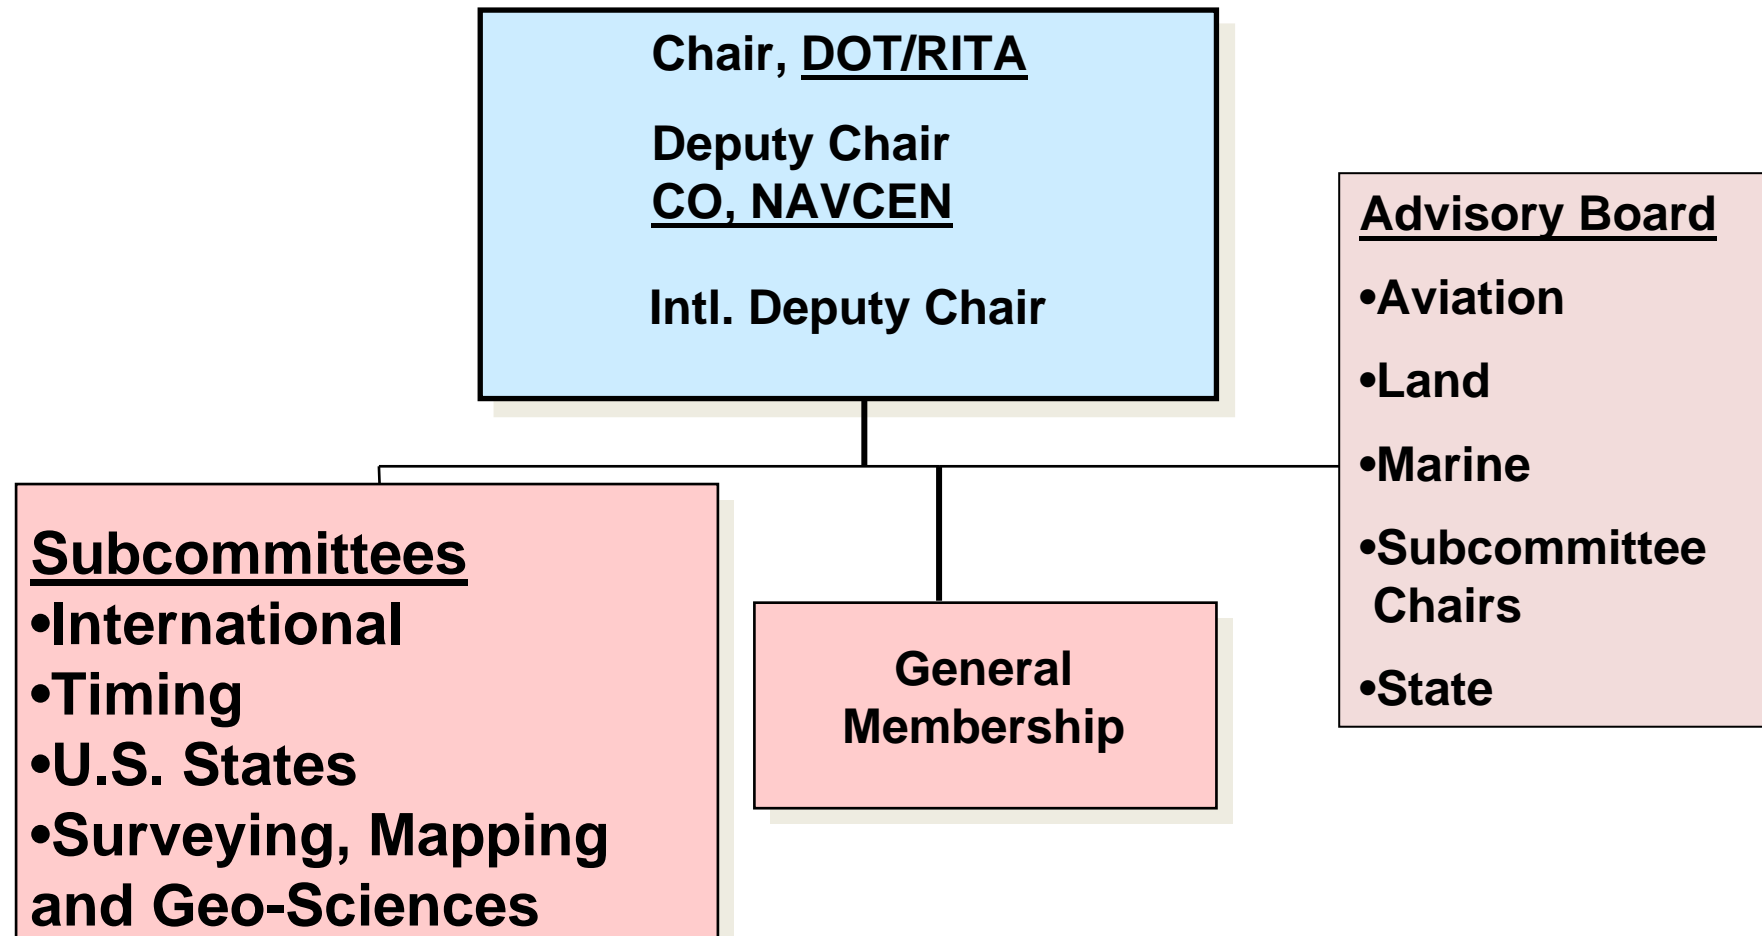 Chair, DOT/RITA
Deputy Chair
CO, NAVCEN
Intl. Deputy Chair
Advisory Board
•Aviation
•Land
•Marine
•Subcommittee
Chairs
•State
Subcommittees
•International
•Timing
•U.S. States
•Surveying, Mapping
and Geo-Sciences
General
Membership